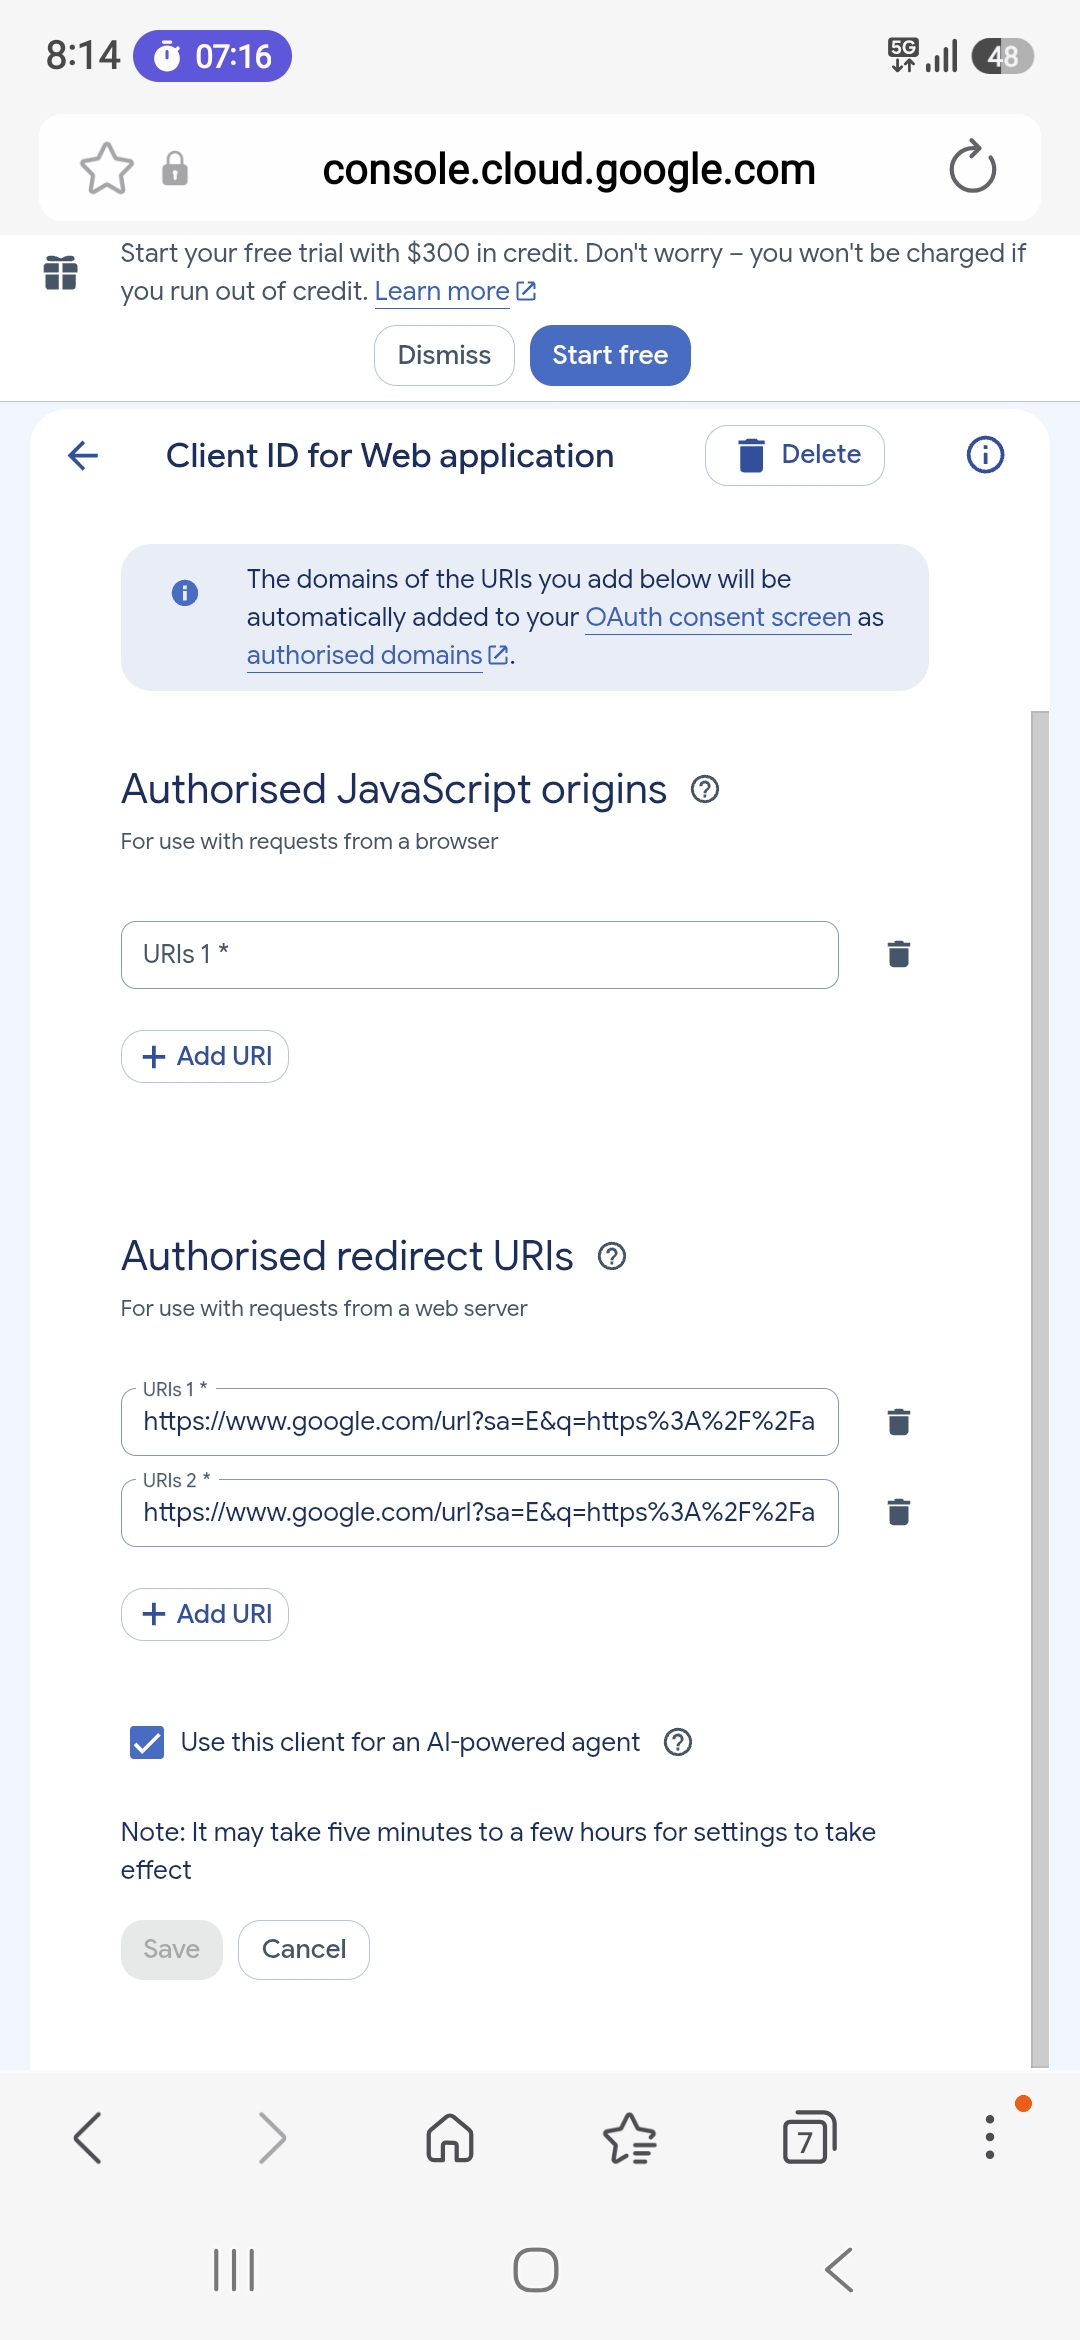 8:14 07:16 5G 48
console.cloud.google.com
Start your free trial with $300 in credit. Don't worry – you won't be charged if
you run out of credit. Learn more
Dismiss Start free
Client ID for Web application Delete
The domains of the URIs you add below will be
automatically added to your OAuth consent screen as
authorised domains.
Authorised JavaScript origins
For use with requests from a browser
URIs 1 *
Add URI
Authorised redirect URIs
For use with requests from a web server
URIs 1 *
https://www.google.com/url?sa=E&q=https%3A%2F%2Fa
URIs 2 *
https://www.google.com/url?sa=E&q=https%3A%2F%2Fa
Add URI
Use this client for an AI-powered agent
Note: It may take five minutes to a few hours for settings to take
effect
Save Cancel
7